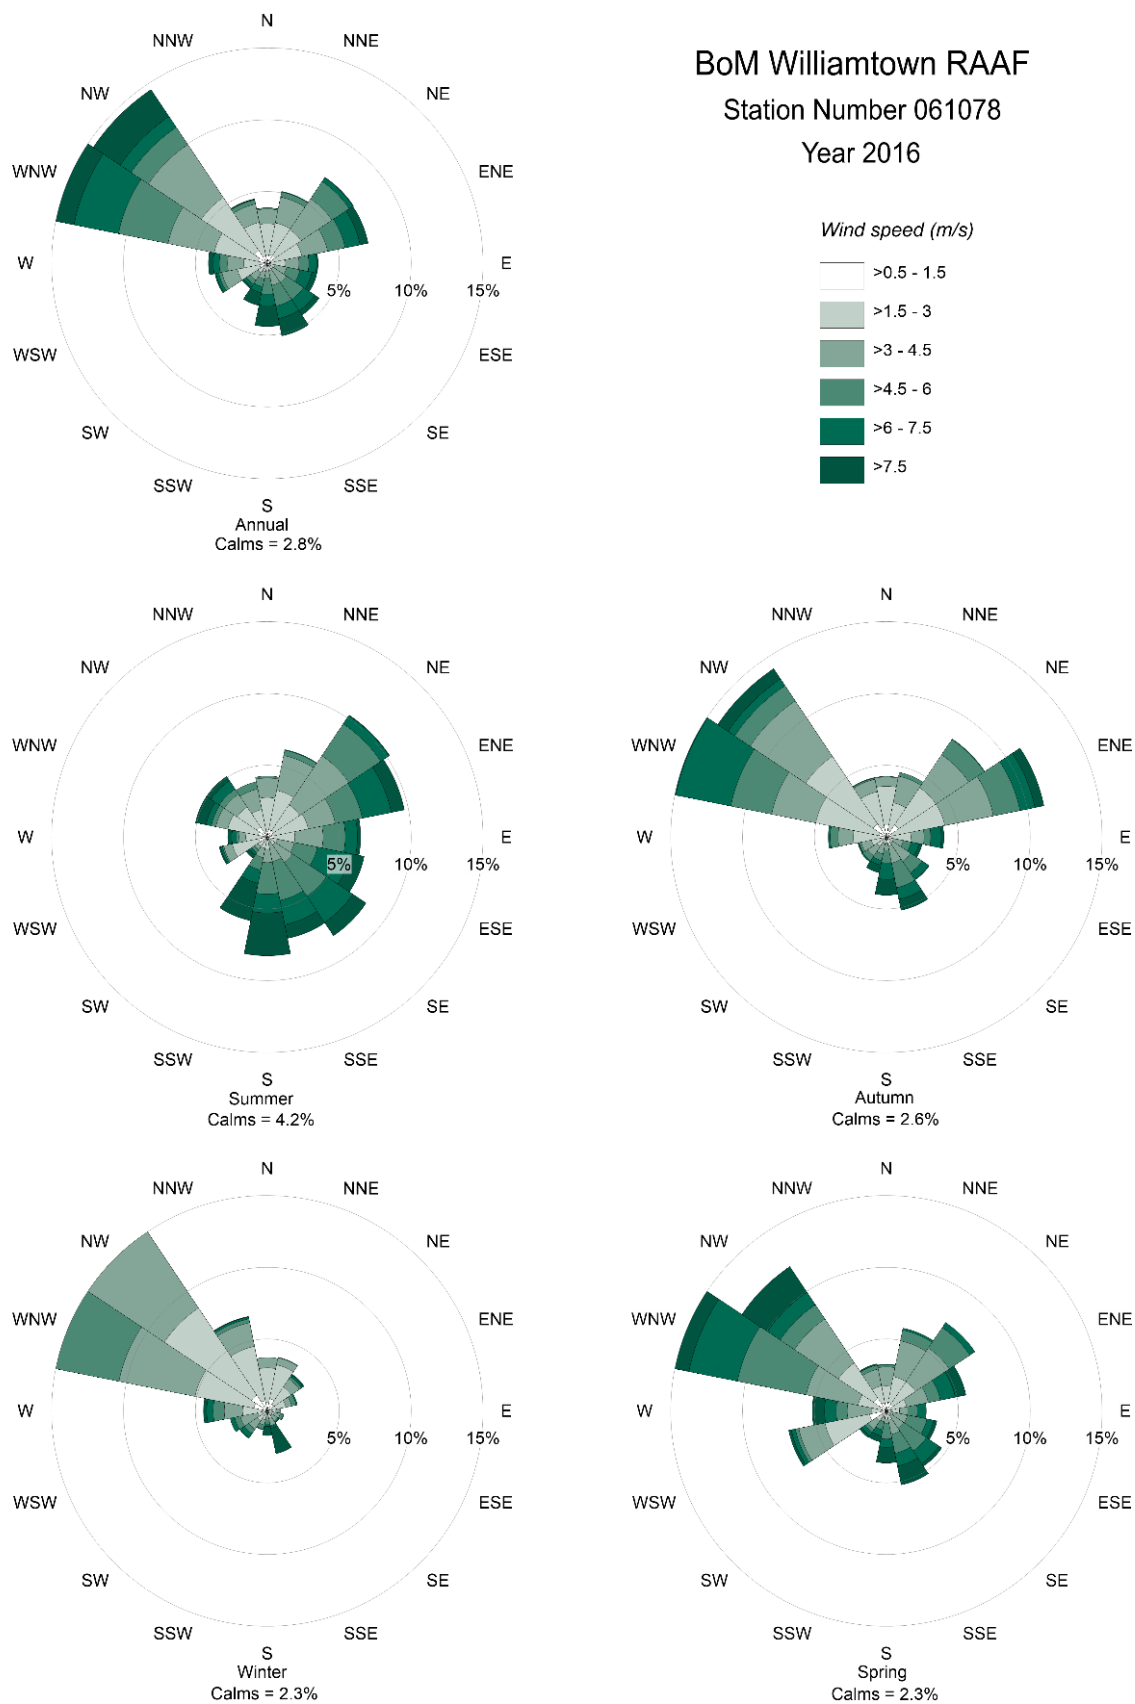 BoM Williamtown RAAF
Station Number 061078
Year 2016
Wind speed (m/s)
>0.5 - 1.5
>1.5 - 3
>3 - 4.5
>4.5 - 6
>6 - 7.5
>7.5
N
NNE
NE
ENE
E
ESE
SE
SSE
S
SSW
SW
WSW
W
WNW
NW
NNW
5%
10%
15%
Annual
Calms = 2.8%
N
NNE
NE
ENE
E
ESE
SE
SSE
S
SSW
SW
WSW
W
WNW
NW
NNW
5%
10%
15%
Summer
Calms = 4.2%
N
NNE
NE
ENE
E
ESE
SE
SSE
S
SSW
SW
WSW
W
WNW
NW
NNW
5%
10%
15%
Autumn
Calms = 2.6%
N
NNE
NE
ENE
E
ESE
SE
SSE
S
SSW
SW
WSW
W
WNW
NW
NNW
5%
10%
15%
Winter
Calms = 2.3%
N
NNE
NE
ENE
E
ESE
SE
SSE
S
SSW
SW
WSW
W
WNW
NW
NNW
5%
10%
15%
Spring
Calms = 2.3%